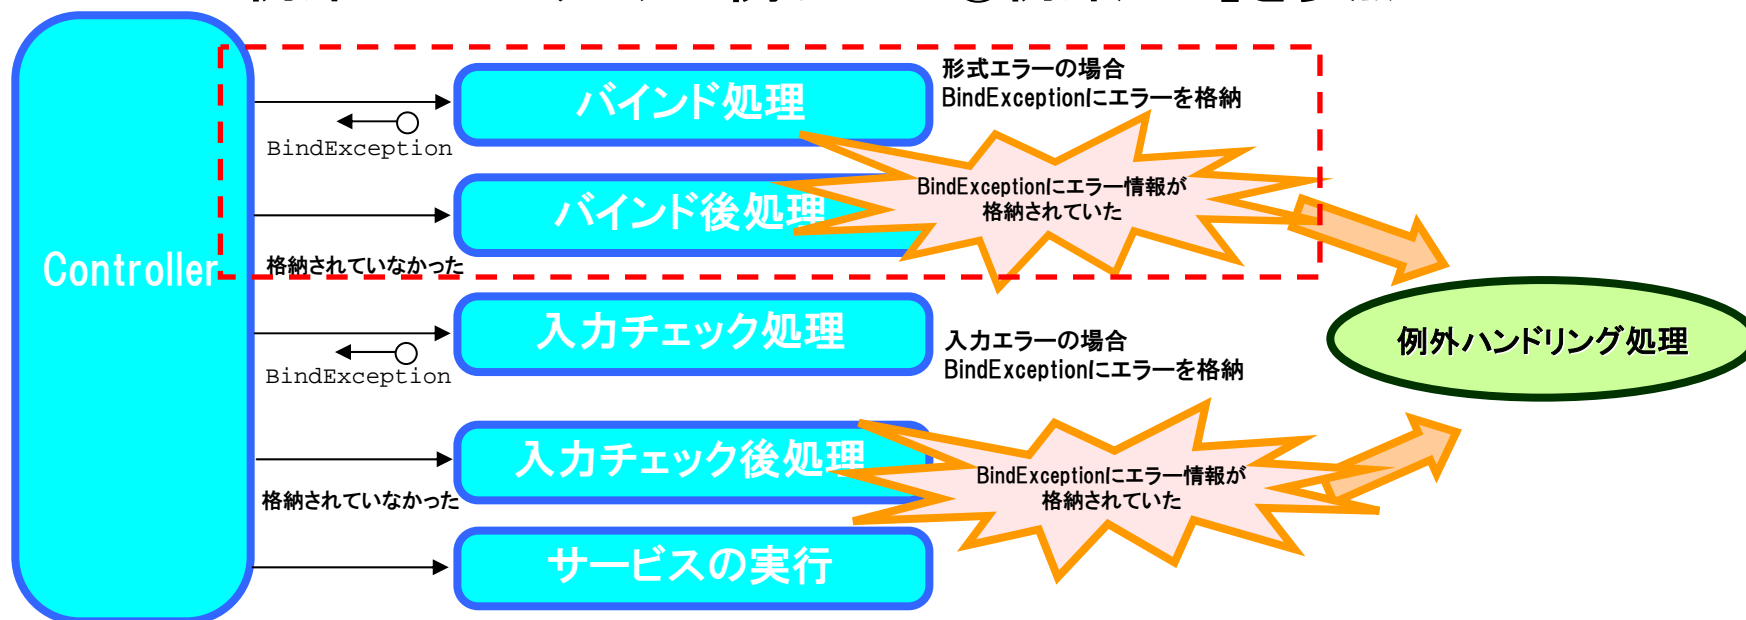 形式エラーの場合
BindExceptionにエラーを格納
バインド処理
BindException
BindExceptionにエラー情報が
格納されていた
バインド後処理
Controller
格納されていなかった
入力チェック処理
入力エラーの場合
BindExceptionにエラーを格納
例外ハンドリング処理
BindException
入力チェック後処理
BindExceptionにエラー情報が
格納されていた
格納されていなかった
サービスの実行